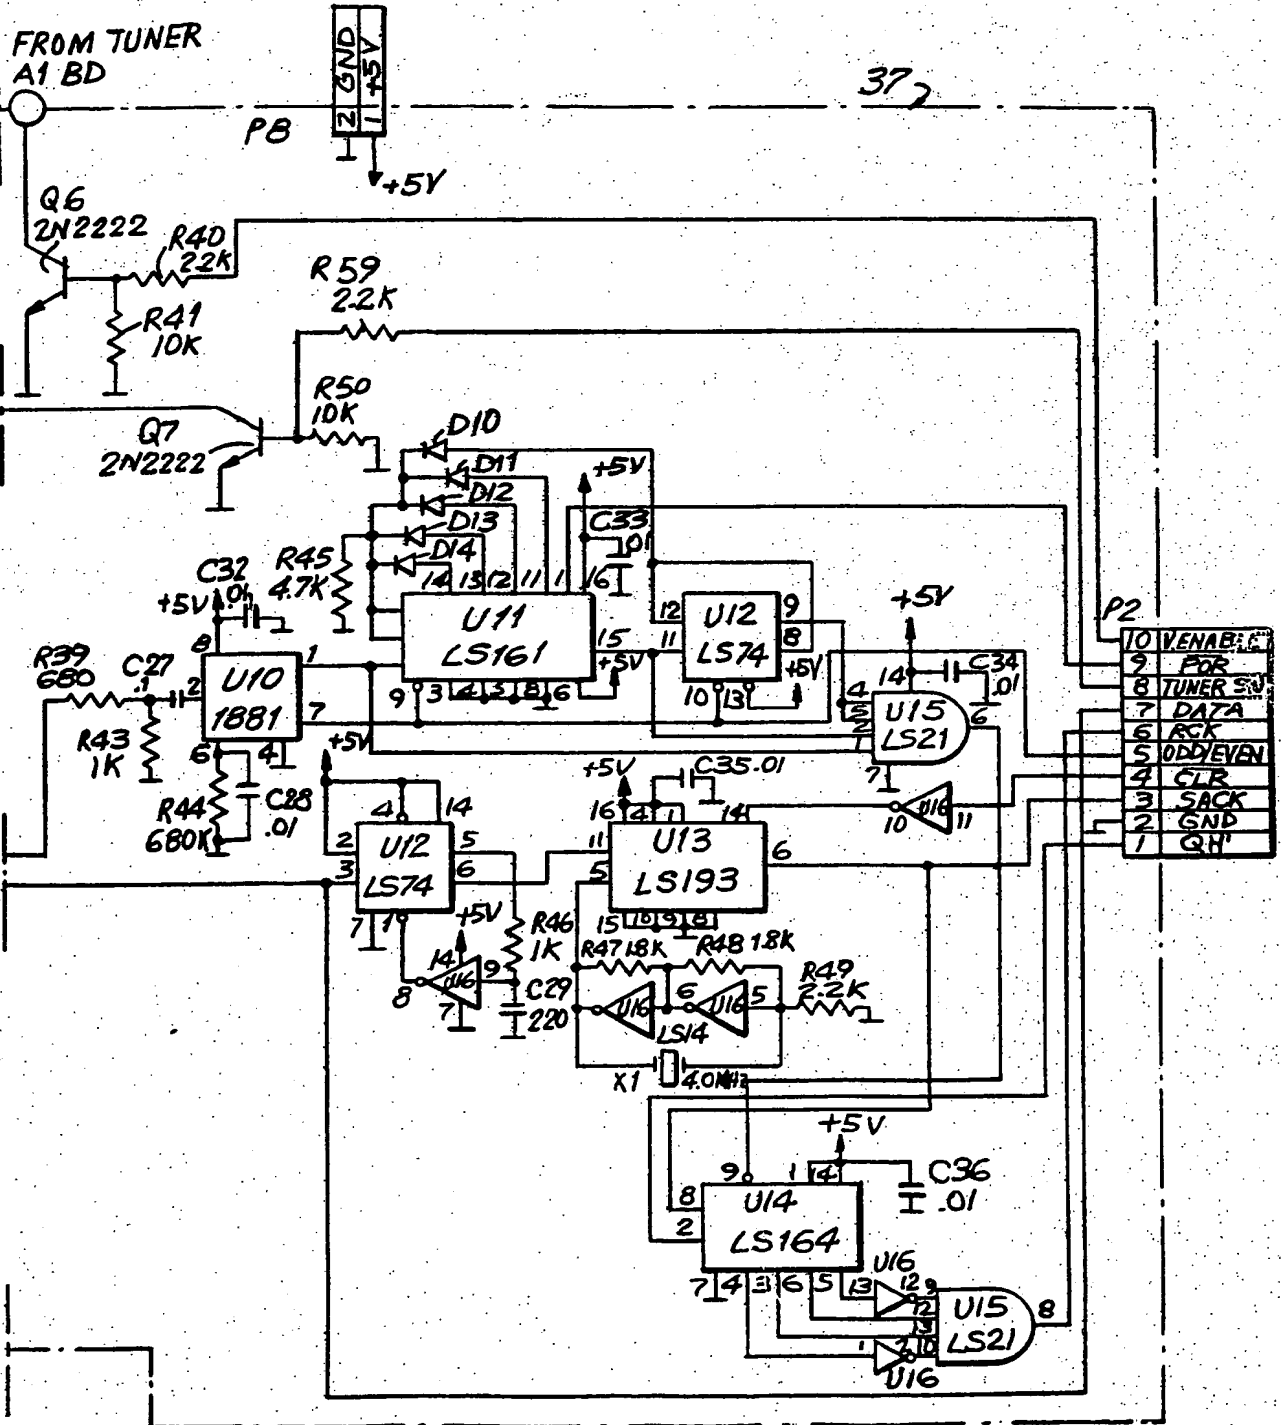 FROM TUNER
A1 BD
2 GND
1 +5V
P8
+5V
37
Q6
2N2222
R40
22K
R41
10K
R59
2.2K
R50
10K
Q7
2N2222
D10
D11
D12
D13
D14
+5V
C33
.01
R45
4.7K
C32
.01
+5V
14 13 12 11 1 16
U11
LS161
15
+5V
9 3 4 5 8 6
12
11
U12
LS74
9
8
10 13
+5V
+5V
14
C34
.01
4
5
2
1
U15
LS21
6
7
P2
10 V.ENABLE
9 POR
8 TUNER SW
7 DATA
6 RCK
5 ODD/EVEN
4 CLR
3 SACK
2 GND
1 QH'
R39
680
C27
.1
2
8
U10
1881
1
7
6 4
R43
1K
R44
680K
C28
.01
+5V
4 14
2
3
U12
LS74
5
6
7 1
+5V
14
U16
9
8
7
R46
1K
C29
220
+5V
C35 .01
16 4 1 14
11
5
U13
LS193
6
15 10 9 8
10 U16 11
R47 1.8K
R48 1.8K
R49
2.2K
U16
6 U16 5
LS14
X1
4.0MHz
+5V
9 1 14
C36
.01
8
2
U14
LS164
7 4 3 6 5 13
U16
12
9
12
13
10
U15
LS21
8
1 2
U16